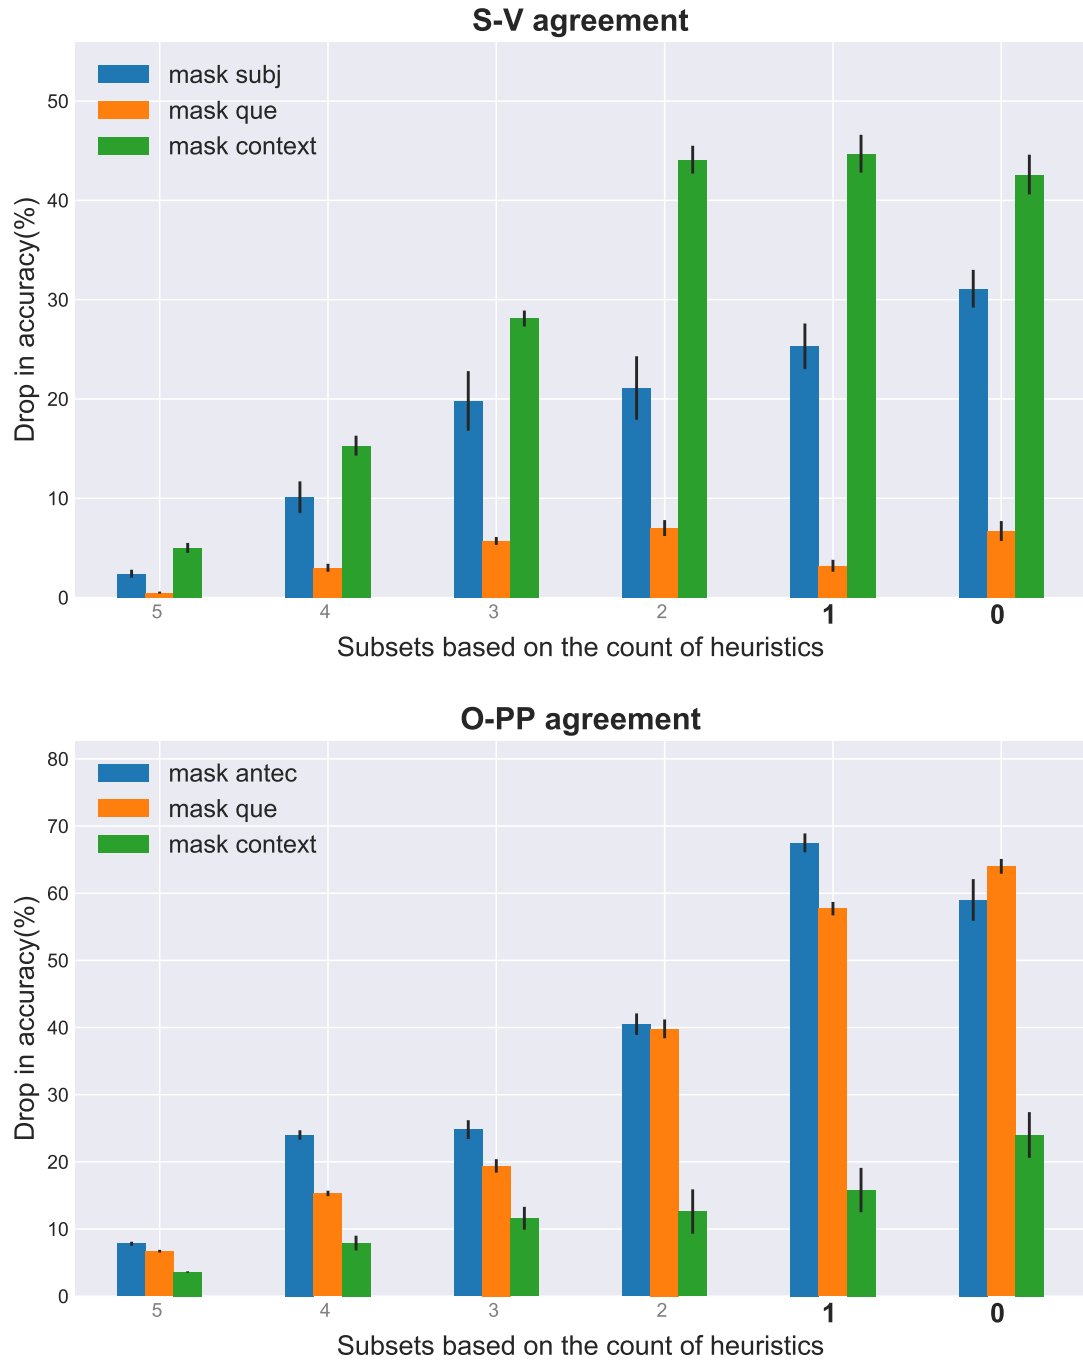 S-V agreement
mask subj
mask que
mask context
50
40
30
20
10
0
Drop in accuracy(%)
5 4 3 2 1 0
Subsets based on the count of heuristics
O-PP agreement
mask antec
mask que
mask context
80
70
60
50
40
30
20
10
0
Drop in accuracy(%)
5 4 3 2 1 0
Subsets based on the count of heuristics